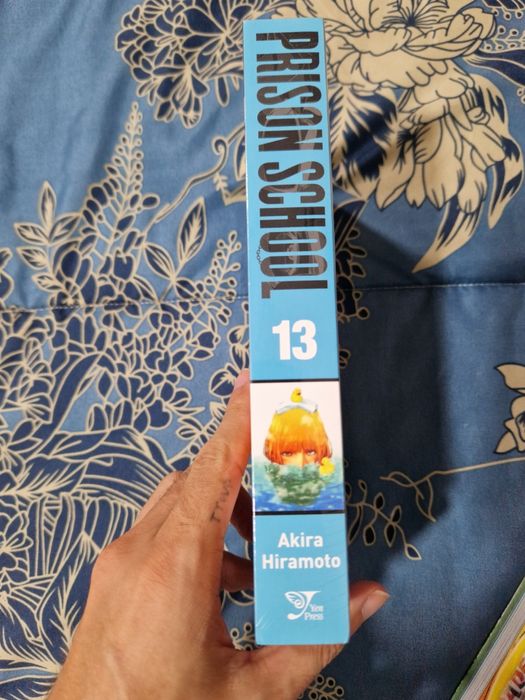 PRISON SCHOOL
13
Akira
Hiramoto
Yen
Press